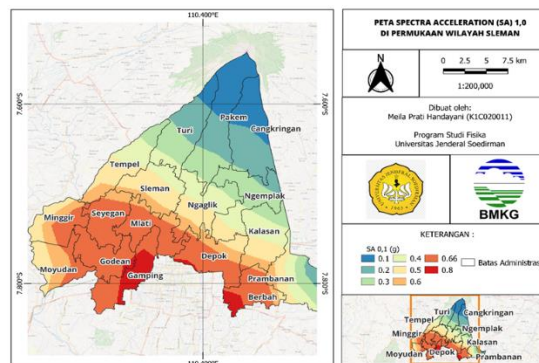 110.400°E
7.600°S
7.800°S
Pakem
Turi
Cangkringan
Tempel
Sleman
Ngemplak
Ngaglik
Minggir
Seyegan
Mlati
Kalasan
Moyudan
Godean
Gamping
Depok
Prambanan
Berbah
7.600°S
7.800°S
110.400°E
PETA SPECTRA ACCELERATION (SA) 1,0
DI PERMUKAAN WILAYAH SLEMAN
N
0 2.5 5 7.5 km
1:200,000
Dibuat oleh:
Meila Prati Handayani (K1C020011)
Program Studi Fisika
Universitas Jenderal Soedirman
BMKG
KETERANGAN :
SA 0,1 (g)
0.1 0.4 0.66 Batas Administras
0.2 0.5 0.8
0.3 0.6
Turi Cangkringan
Tempel Ngemplak
Minggir Kalasan
Moyudan Depok Prambanan